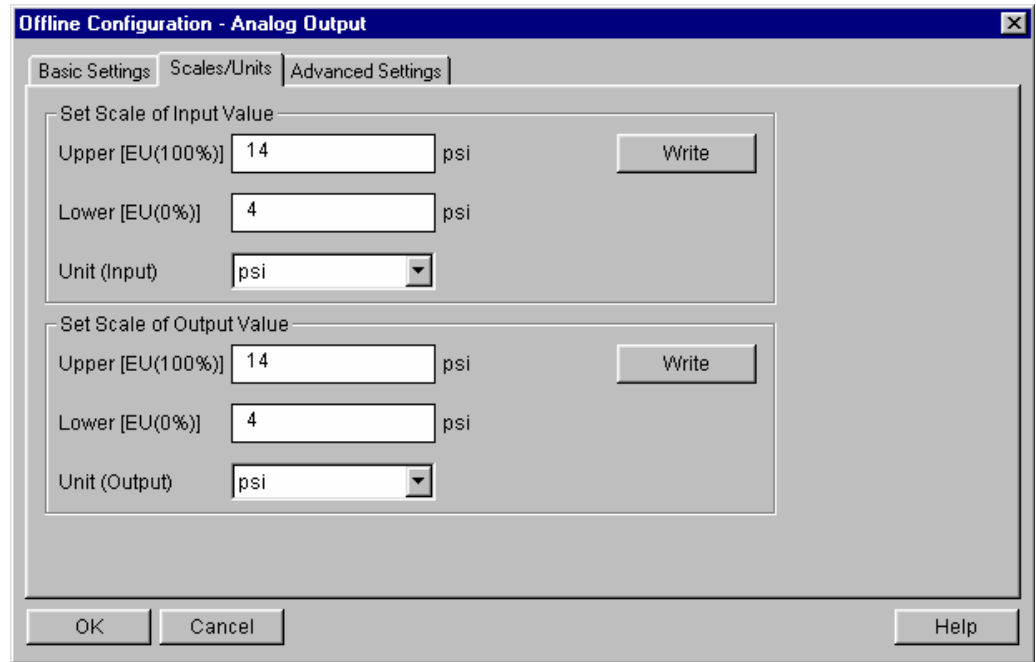 Offline Configuration - Analog Output
Basic Settings Scales/Units Advanced Settings
Set Scale of Input Value
Upper [EU(100%)] 14 psi Write
Lower [EU(0%)] 4 psi
Unit (Input) psi
Set Scale of Output Value
Upper [EU(100%)] 14 psi Write
Lower [EU(0%)] 4 psi
Unit (Output) psi
OK Cancel Help